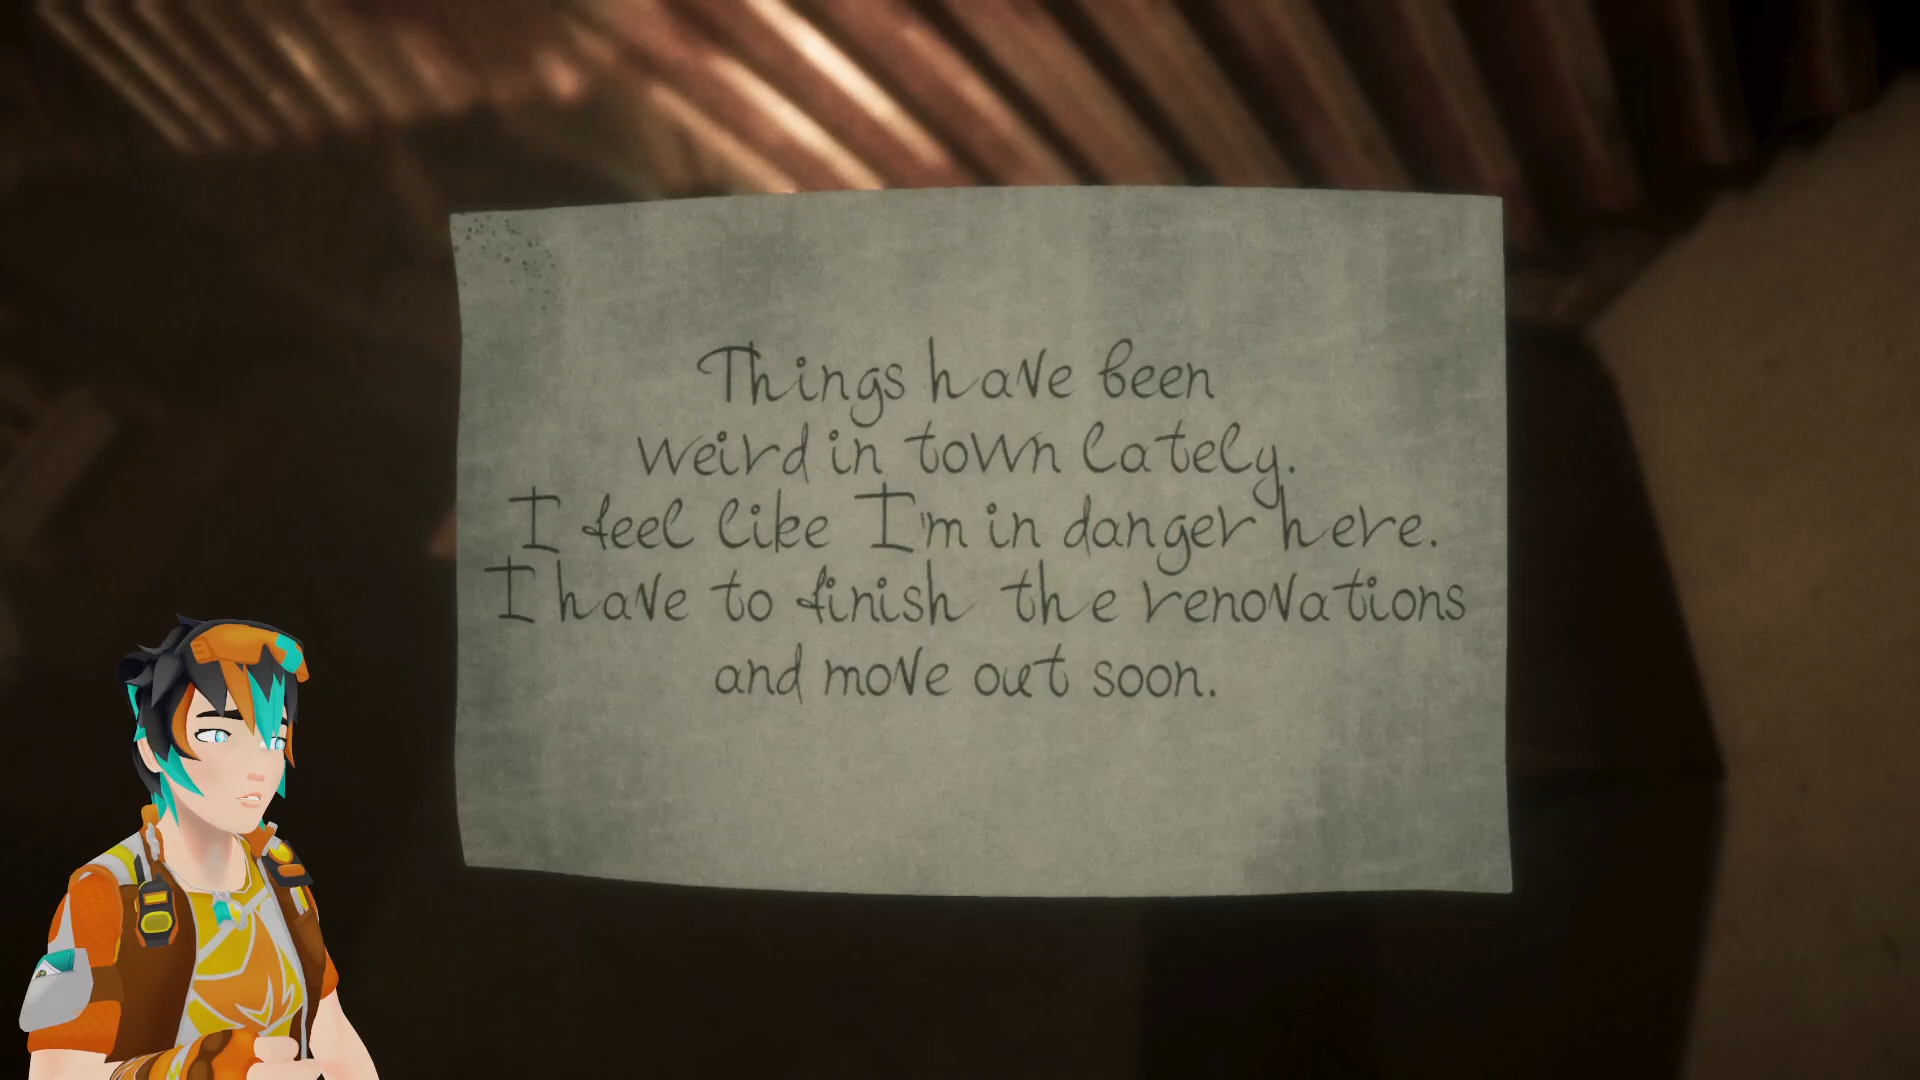 Things have been
weird in town lately.
I feel like I'm in danger here.
I have to finish the renovations
and move out soon.